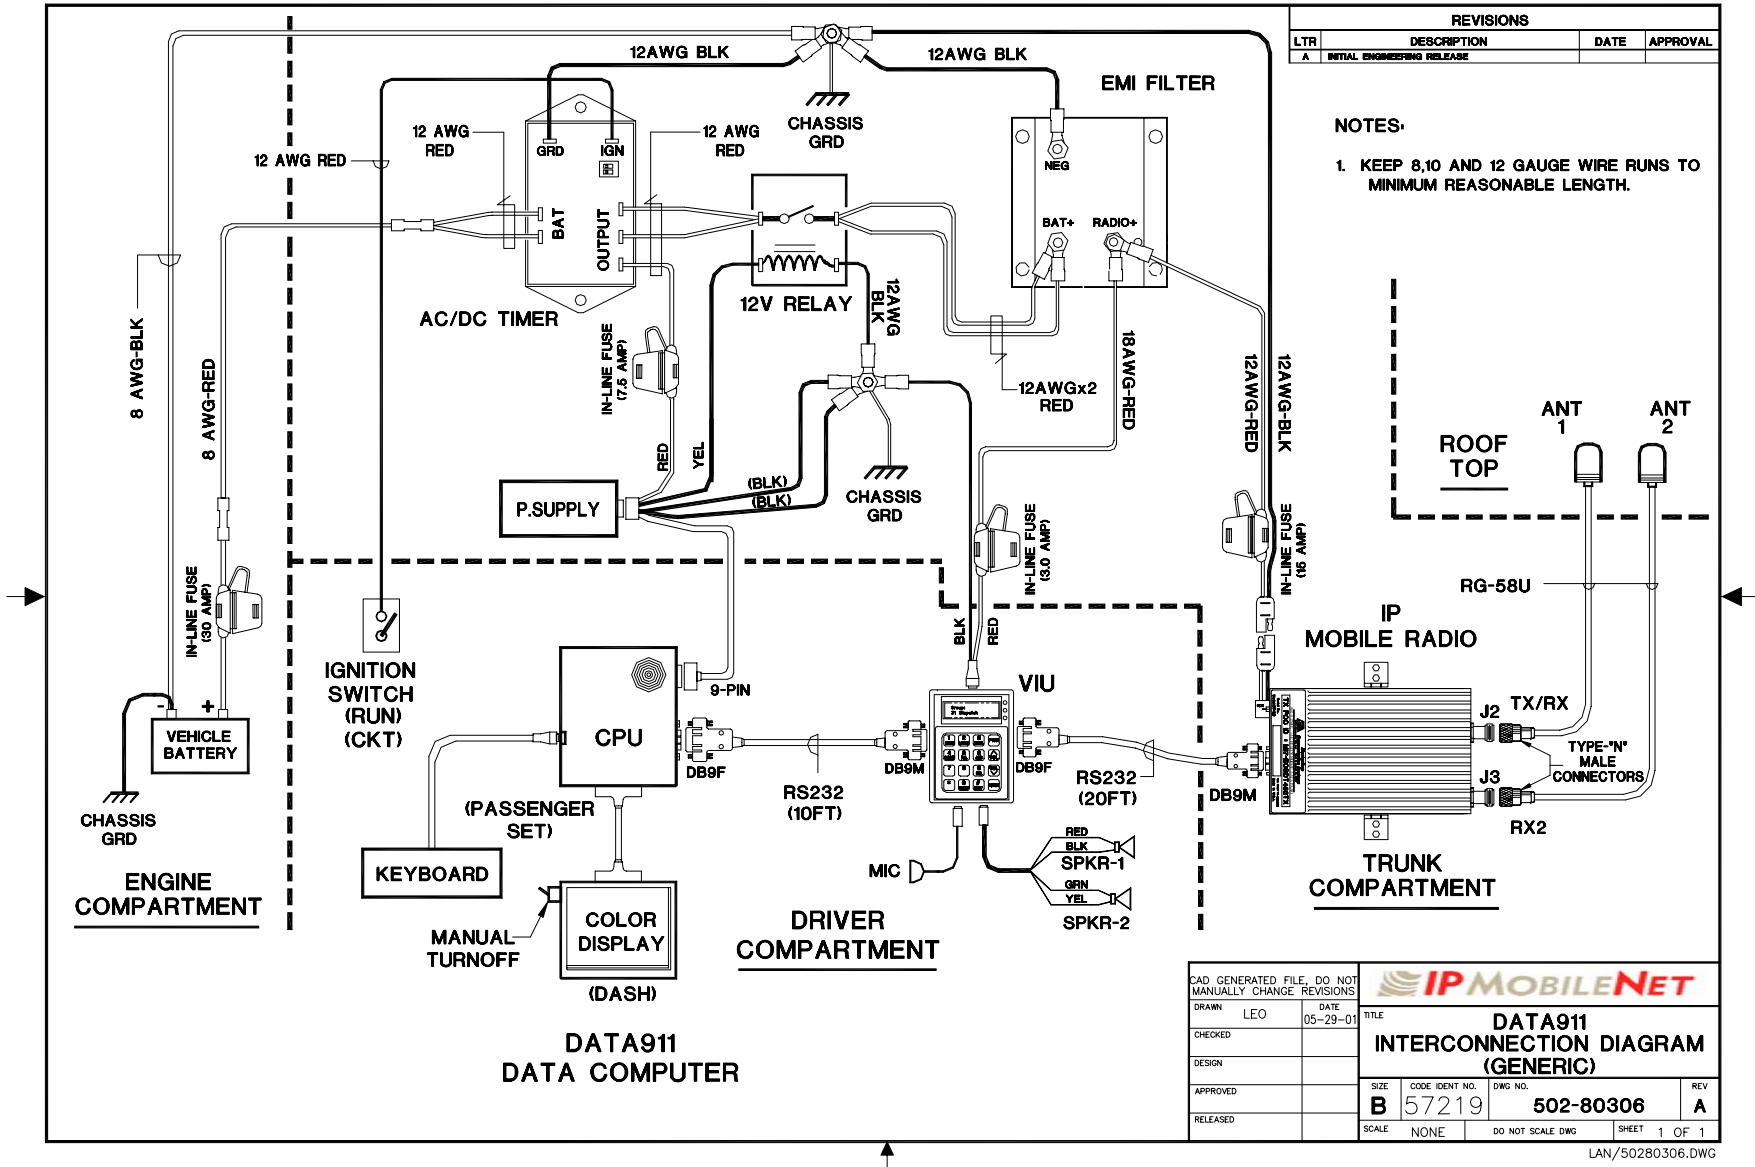 REVISIONS
LTR DESCRIPTION DATE APPROVAL
A INITIAL ENGINEERING RELEASE
NOTES:
1. KEEP 8,10 AND 12 GAUGE WIRE RUNS TO
MINIMUM REASONABLE LENGTH.
12AWG BLK
12AWG BLK
EMI FILTER
CHASSIS
GRD
12 AWG
RED
12 AWG
RED
12 AWG RED
GRD
IGN
NEG
BAT
OUTPUT
BAT+
RADIO+
AC/DC TIMER
12V RELAY
12AWG
BLK
8 AWG-BLK
8 AWG-RED
IN-LINE FUSE
(7.5 AMP)
12AWGx2
RED
18AWG-RED
12AWG-RED
12AWG-BLK
RED
YEL
(BLK)
(BLK)
P.SUPPLY
CHASSIS
GRD
IN-LINE FUSE
(3.0 AMP)
IN-LINE FUSE
(15 AMP)
IN-LINE FUSE
(30 AMP)
ANT
1
ANT
2
ROOF
TOP
RG-58U
IP
MOBILE RADIO
IGNITION
SWITCH
(RUN)
(CKT)
BLK
RED
9-PIN
VIU
- +
VEHICLE
BATTERY
CHASSIS
GRD
CPU
DB9F
DB9M
DB9F
DB9M
RS232
(10FT)
RS232
(20FT)
J2
TX/RX
TYPE-"N"
MALE
CONNECTORS
J3
RX2
(PASSENGER
SET)
KEYBOARD
MIC
RED
BLK
SPKR-1
GRN
YEL
SPKR-2
TRUNK
COMPARTMENT
ENGINE
COMPARTMENT
MANUAL
TURNOFF
COLOR
DISPLAY
(DASH)
DRIVER
COMPARTMENT
DATA911
DATA COMPUTER
CAD GENERATED FILE, DO NOT
MANUALLY CHANGE REVISIONS
DRAWN LEO
DATE 05-29-01
CHECKED
DESIGN
APPROVED
RELEASED
IPMOBILENET
TITLE
DATA911
INTERCONNECTION DIAGRAM
(GENERIC)
SIZE B
CODE IDENT NO. 57219
DWG NO. 502-80306
REV A
SCALE NONE
DO NOT SCALE DWG
SHEET 1 OF 1
LAN/50280306.DWG